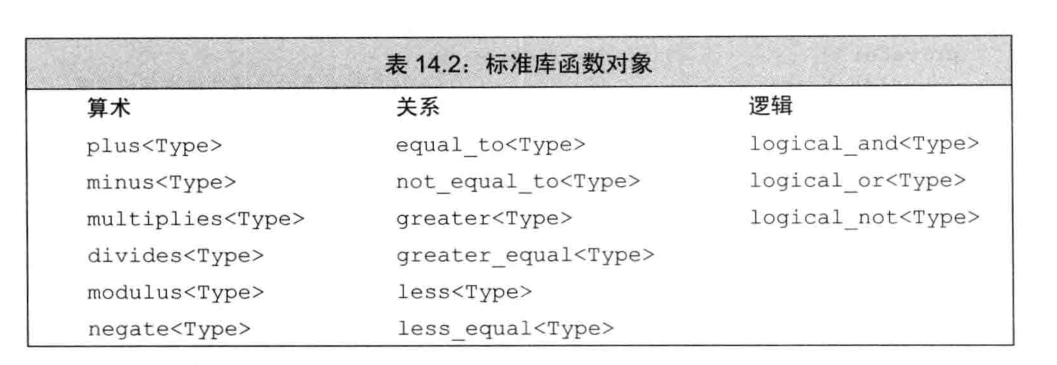 表 14.2：标准库函数对象
算术 关系 逻辑
plus<Type> equal_to<Type> logical_and<Type>
minus<Type> not_equal_to<Type> logical_or<Type>
multiplies<Type> greater<Type> logical_not<Type>
divides<Type> greater_equal<Type>
modulus<Type> less<Type>
negate<Type> less_equal<Type>